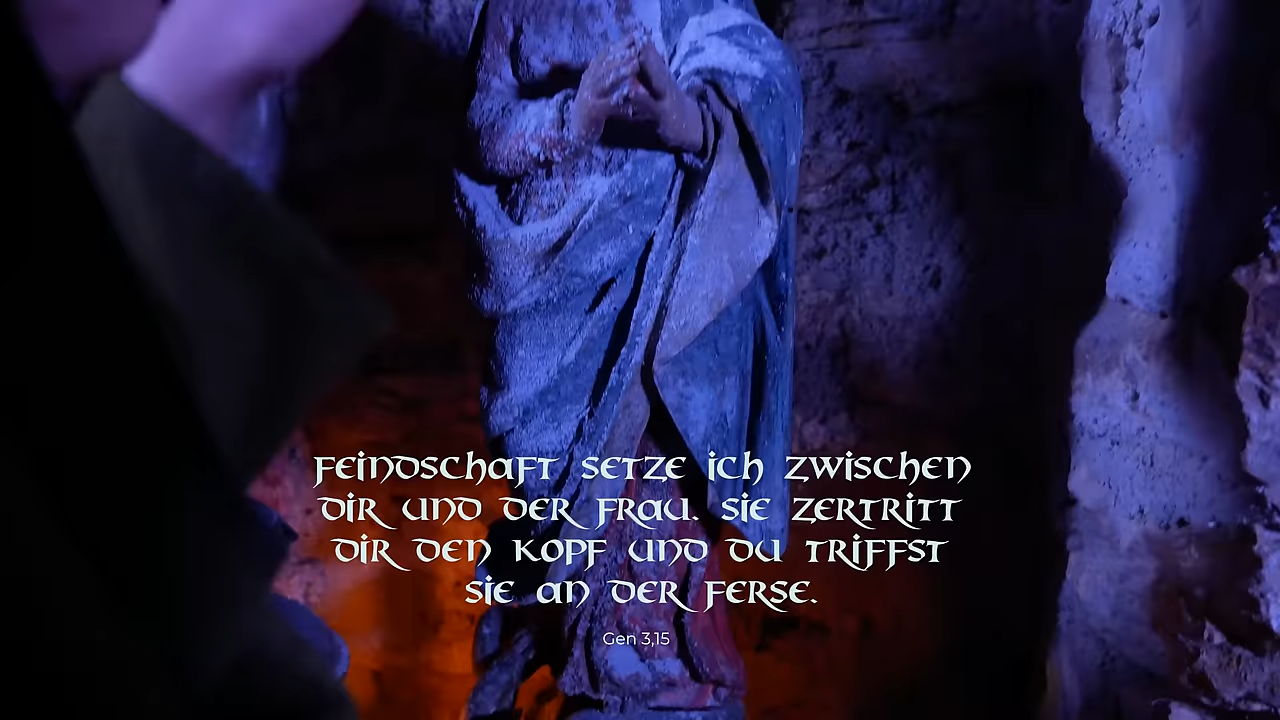 Feindschaft setze ich zwischen
dir und der Frau. Sie zertritt
dir den Kopf und du triffst
sie an der Ferse.
Gen 3,15